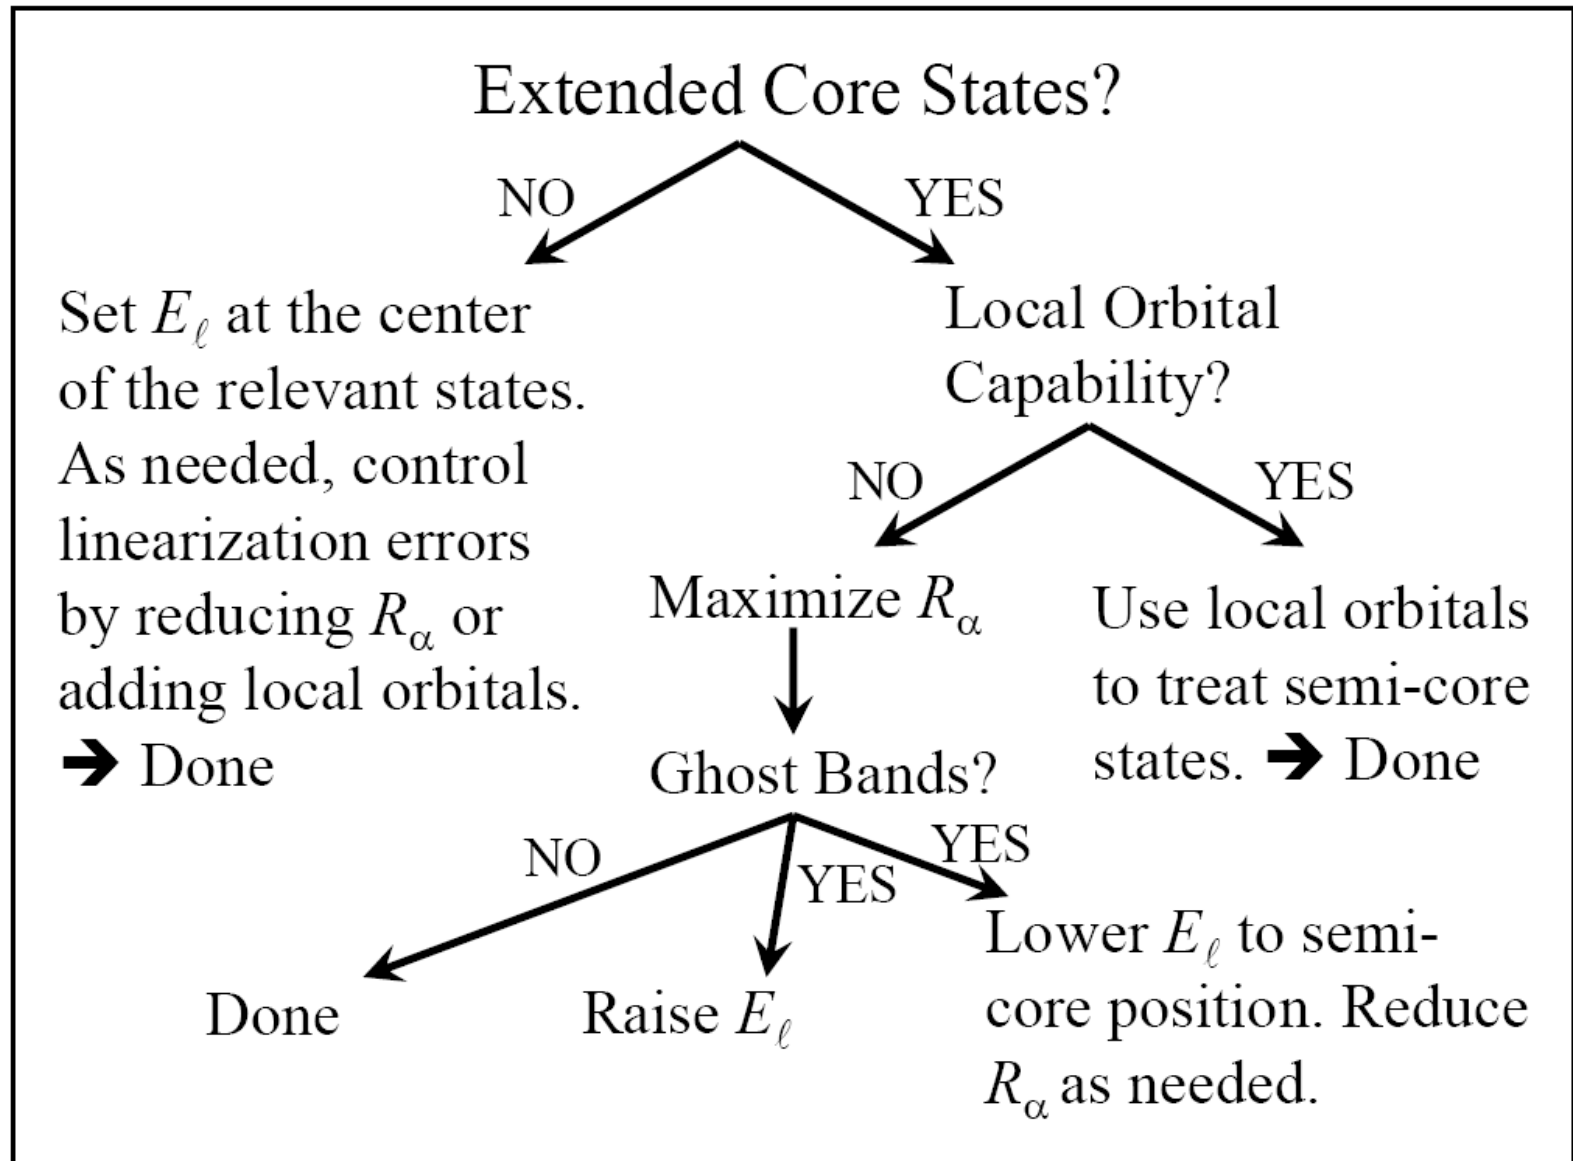 Extended Core States?
NO
YES
Set Eℓ at the center
of the relevant states.
As needed, control
linearization errors
by reducing Rα or
adding local orbitals.
➔ Done
Local Orbital
Capability?
NO
YES
Maximize Rα
Use local orbitals
to treat semi-core
states. ➔ Done
Ghost Bands?
NO
YES
YES
Done
Raise Eℓ
Lower Eℓ to semi-
core position. Reduce
Rα as needed.